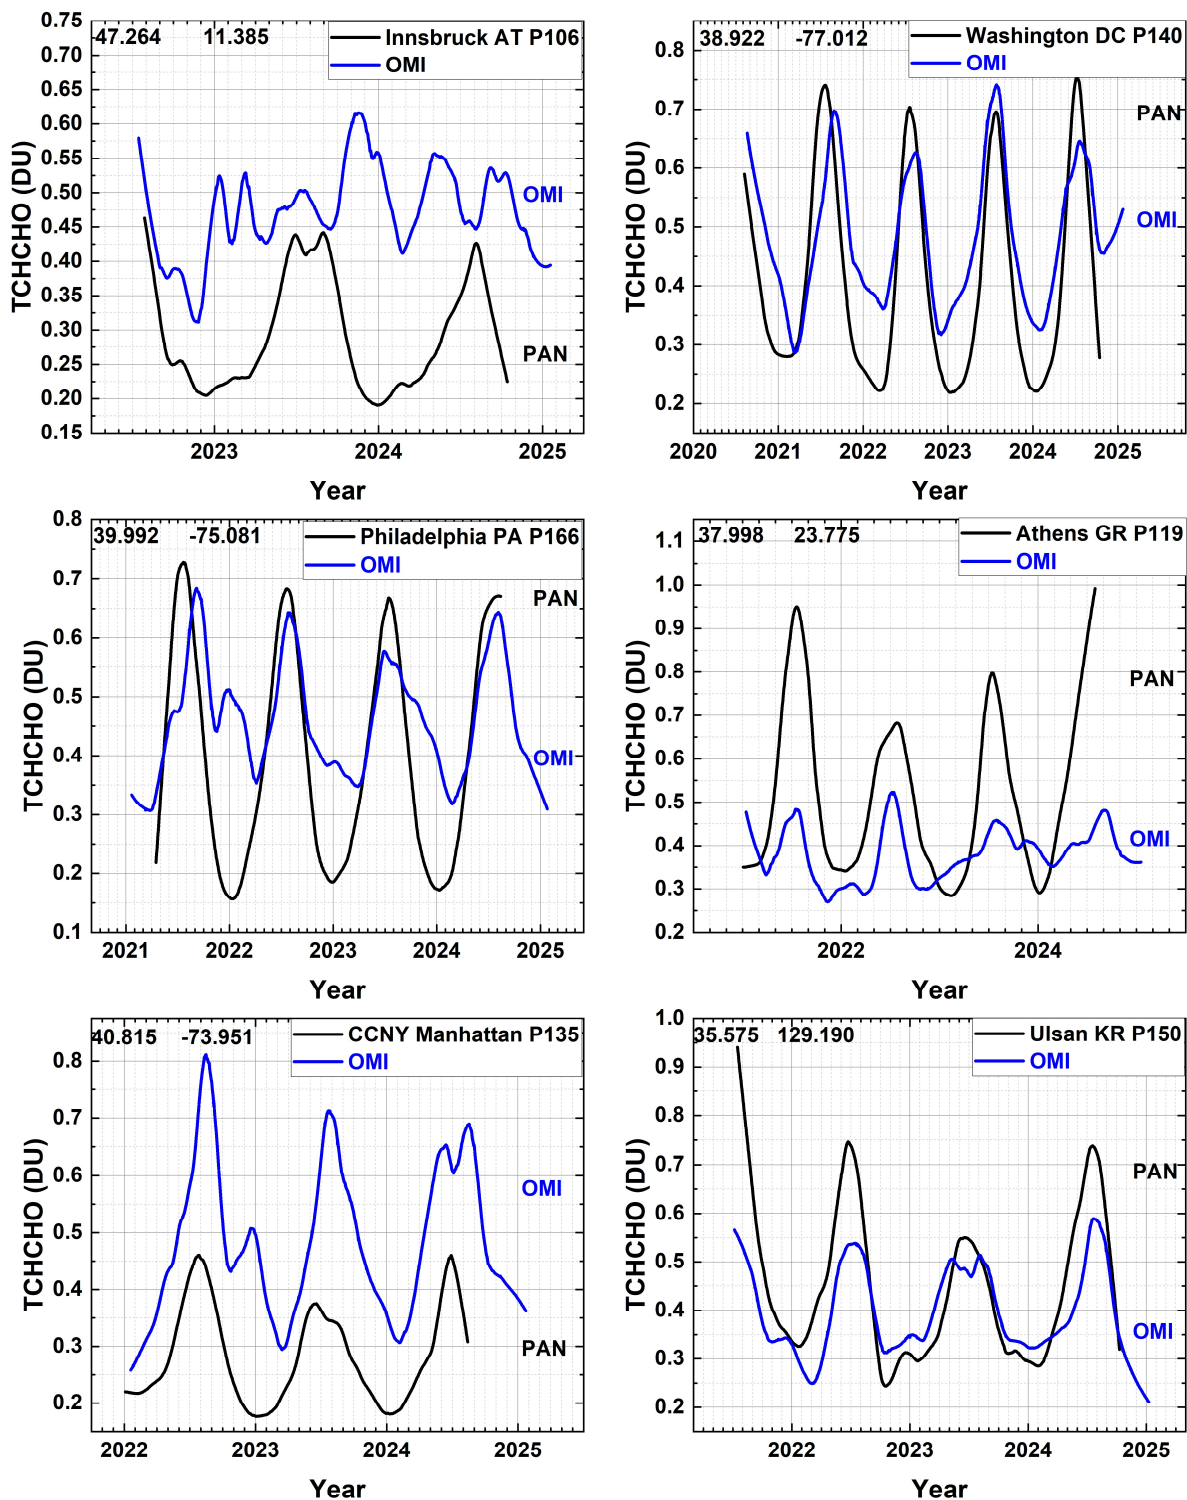 47.264 11.385
Innsbruck AT P106
OMI
TCHCHO (DU)
0.75
0.70
0.65
0.60
0.55
0.50
0.45
0.40
0.35
0.30
0.25
0.20
0.15
OMI
PAN
2023 2024 2025
Year
38.922 -77.012
Washington DC P140
OMI
TCHCHO (DU)
0.8
0.7
0.6
0.5
0.4
0.3
0.2
PAN
OMI
2020 2021 2022 2023 2024 2025
Year
39.992 -75.081
Philadelphia PA P166
OMI
TCHCHO (DU)
0.8
0.7
0.6
0.5
0.4
0.3
0.2
0.1
PAN
OMI
2021 2022 2023 2024 2025
Year
37.998 23.775
Athens GR P119
OMI
TCHCHO (DU)
1.1
1.0
0.9
0.8
0.7
0.6
0.5
0.4
0.3
0.2
PAN
OMI
2022 2024
Year
40.815 -73.951
CCNY Manhattan P135
OMI
TCHCHO (DU)
0.8
0.7
0.6
0.5
0.4
0.3
0.2
OMI
PAN
2022 2023 2024 2025
Year
35.575 129.190
Ulsan KR P150
OMI
TCHCHO (DU)
1.0
0.9
0.8
0.7
0.6
0.5
0.4
0.3
0.2
PAN
OMI
2022 2023 2024 2025
Year